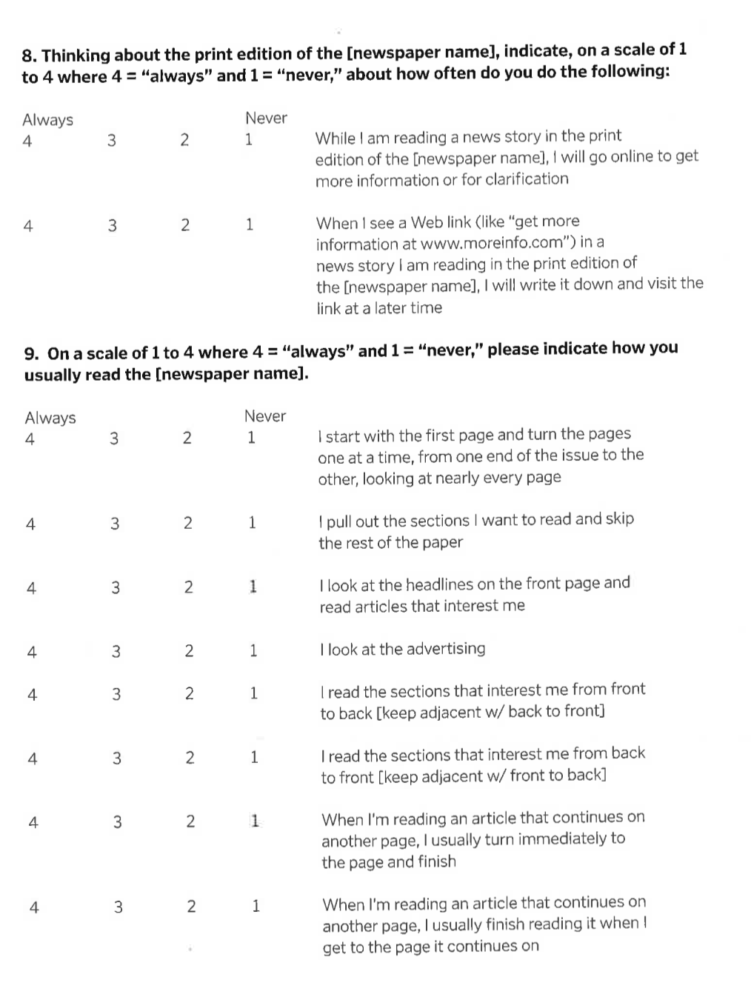 8. Thinking about the print edition of the [newspaper name], indicate, on a scale of 1
to 4 where 4 = “always” and 1 = “never,” about how often do you do the following:
Always Never
4 3 2 1 While I am reading a news story in the print
edition of the [newspaper name], I will go online to get
more information or for clarification
4 3 2 1 When I see a Web link (like “get more
information at www.moreinfo.com”) in a
news story I am reading in the print edition of
the [newspaper name], I will write it down and visit the
link at a later time
9. On a scale of 1 to 4 where 4 = “always” and 1 = “never,” please indicate how you
usually read the [newspaper name].
Always Never
4 3 2 1 I start with the first page and turn the pages
one at a time, from one end of the issue to the
other, looking at nearly every page
4 3 2 1 I pull out the sections I want to read and skip
the rest of the paper
4 3 2 1 I look at the headlines on the front page and
read articles that interest me
4 3 2 1 I look at the advertising
4 3 2 1 I read the sections that interest me from front
to back [keep adjacent w/ back to front]
4 3 2 1 I read the sections that interest me from back
to front [keep adjacent w/ front to back]
4 3 2 1 When I'm reading an article that continues on
another page, I usually turn immediately to
the page and finish
4 3 2 1 When I'm reading an article that continues on
another page, I usually finish reading it when I
get to the page it continues on